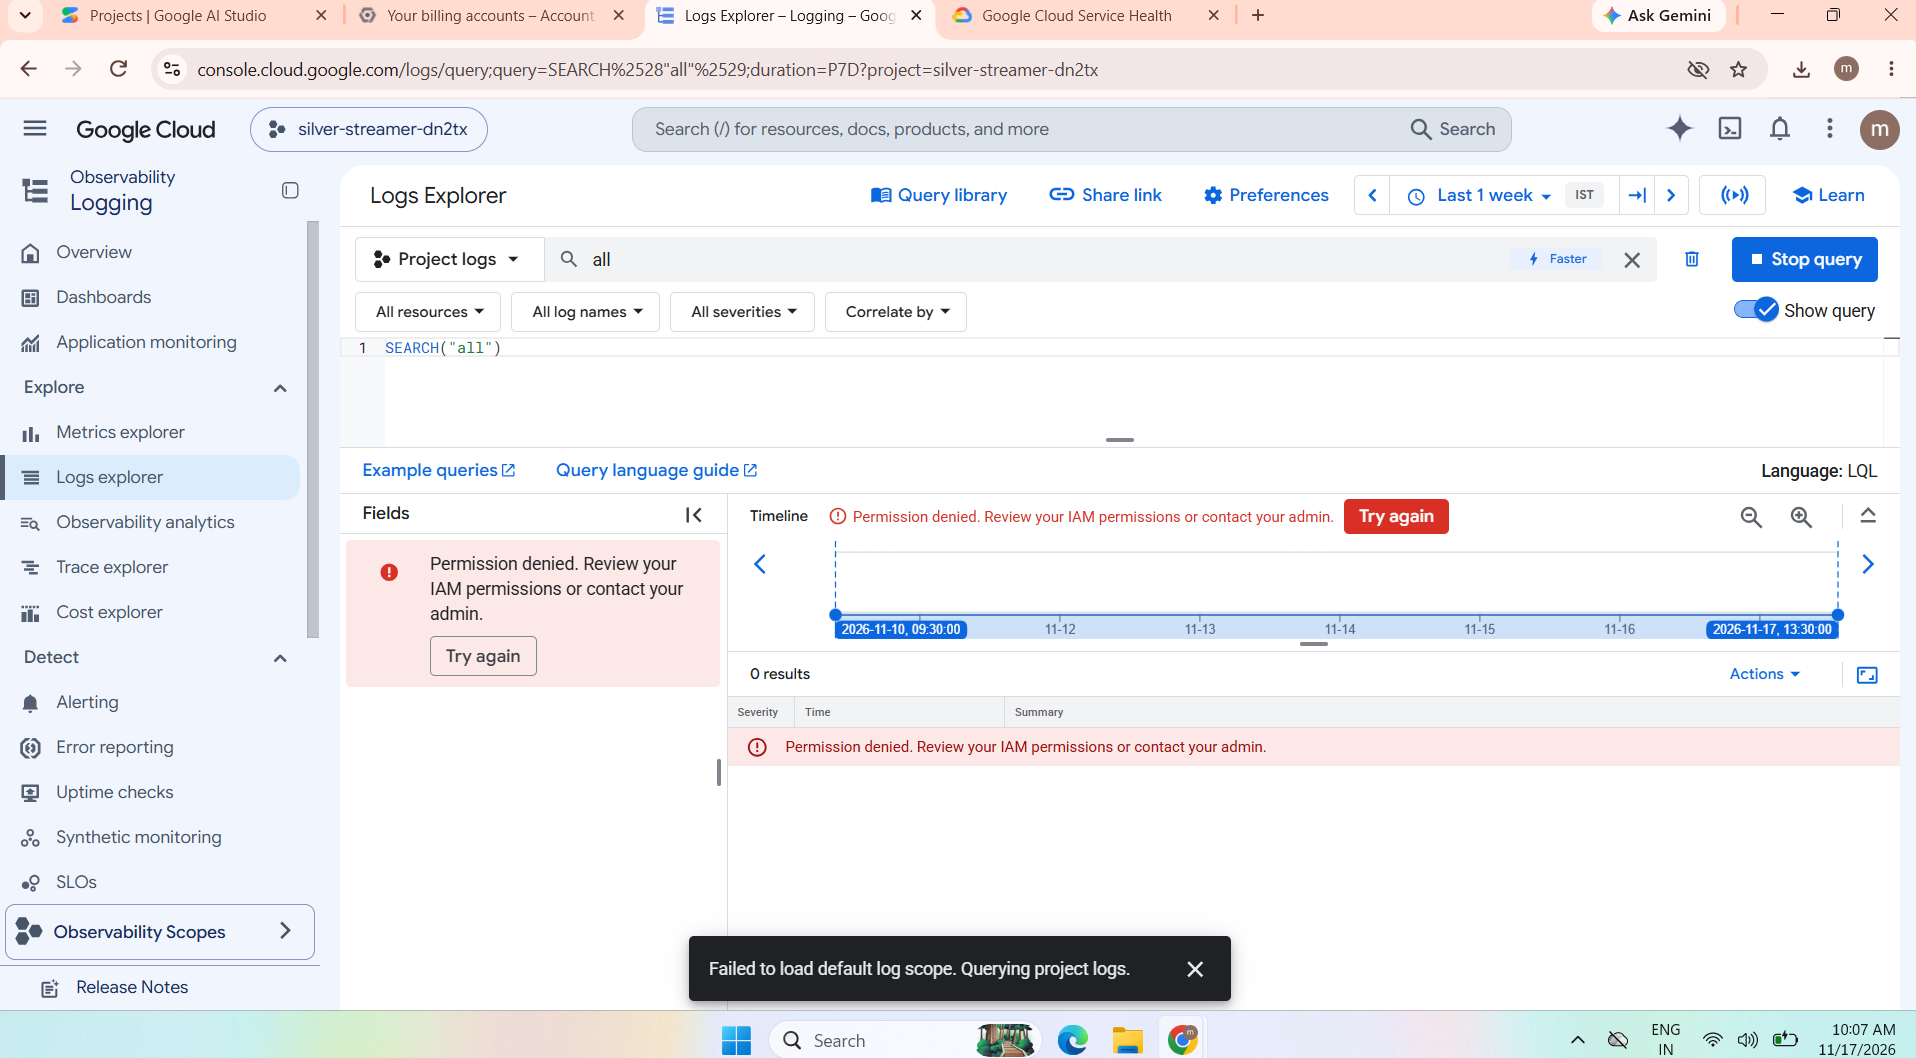 Projects | Google AI Studio
Your billing accounts – Account
Logs Explorer – Logging – Goog
Google Cloud Service Health
Ask Gemini
console.cloud.google.com/logs/query;query=SEARCH%2528"all"%2529;duration=P7D?project=silver-streamer-dn2tx
m
Google Cloud
silver-streamer-dn2tx
Search (/) for resources, docs, products, and more
Search
m
Observability
Logging
Overview
Dashboards
Application monitoring
Explore
Metrics explorer
Logs explorer
Observability analytics
Trace explorer
Cost explorer
Detect
Alerting
Error reporting
Uptime checks
Synthetic monitoring
SLOs
Observability Scopes
Release Notes
Logs Explorer
Query library
Share link
Preferences
Last 1 week
IST
Learn
Project logs
all
Faster
Stop query
All resources
All log names
All severities
Correlate by
Show query
1 SEARCH("all")
Example queries
Query language guide
Language: LQL
Fields
Permission denied. Review your
IAM permissions or contact your
admin.
Try again
Timeline
Permission denied. Review your IAM permissions or contact your admin.
Try again
2026-11-10, 09:30:00
11-12
11-13
11-14
11-15
11-16
2026-11-17, 13:30:00
0 results
Actions
Severity
Time
Summary
Permission denied. Review your IAM permissions or contact your admin.
Failed to load default log scope. Querying project logs.
Search
m
ENG
IN
10:07 AM
11/17/2026